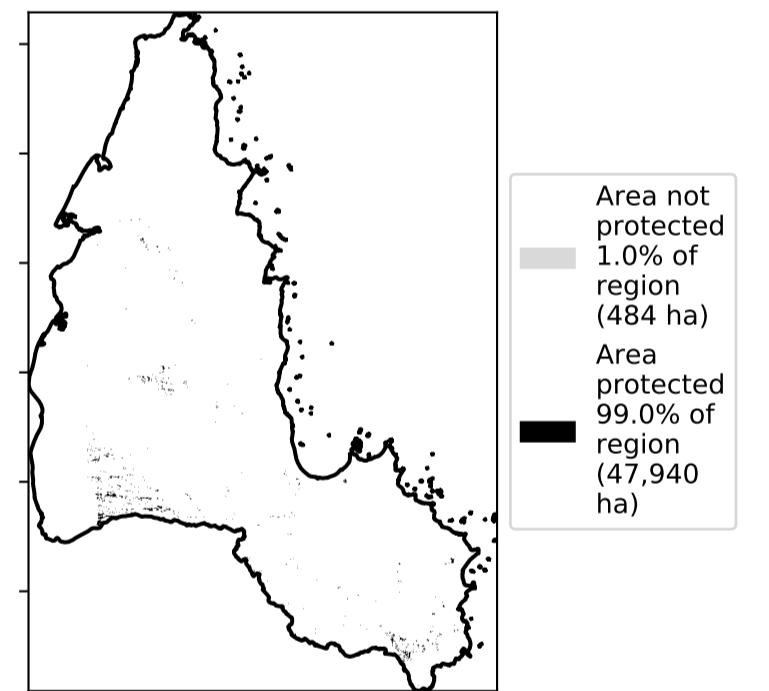 Area not
protected
1.0% of
region
(484 ha)
Area
protected
99.0% of
region
(47,940
ha)